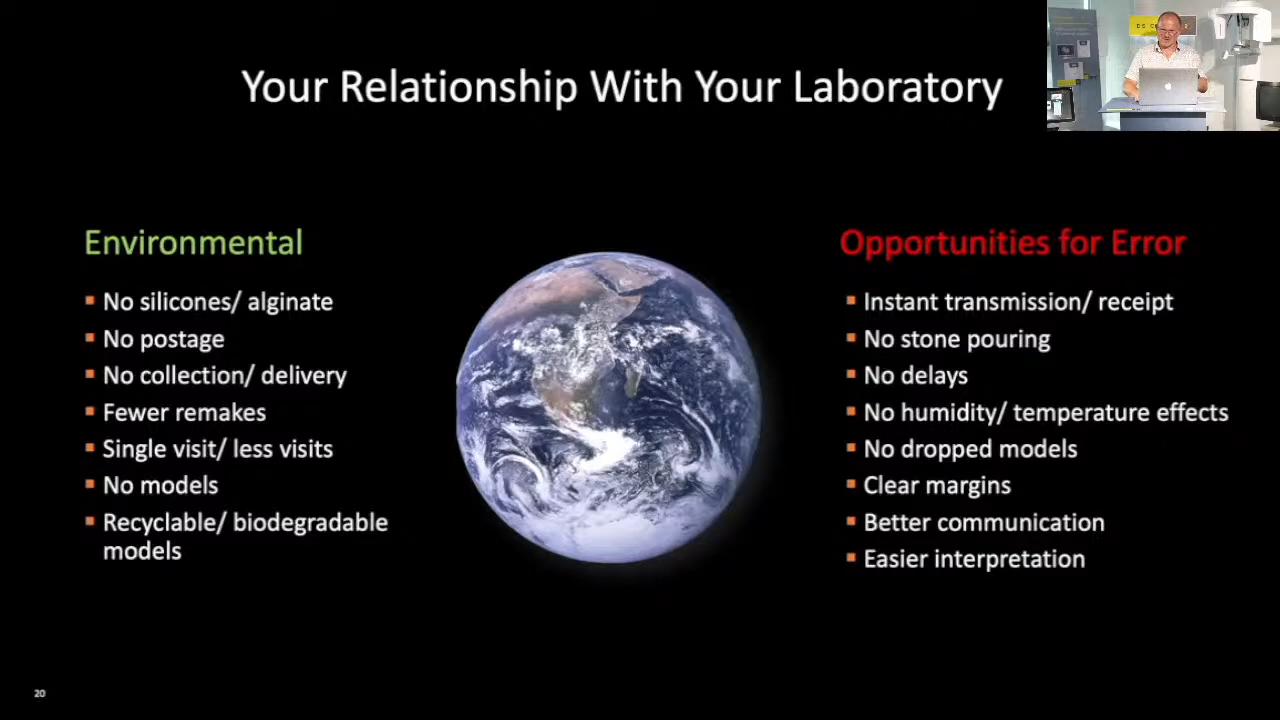 Your Relationship With Your Laboratory
Environmental
No silicones/ alginate
No postage
No collection/ delivery
Fewer remakes
Single visit/ less visits
No models
Recyclable/ biodegradable
models
Opportunities for Error
Instant transmission/ receipt
No stone pouring
No delays
No humidity/ temperature effects
No dropped models
Clear margins
Better communication
Easier interpretation
20